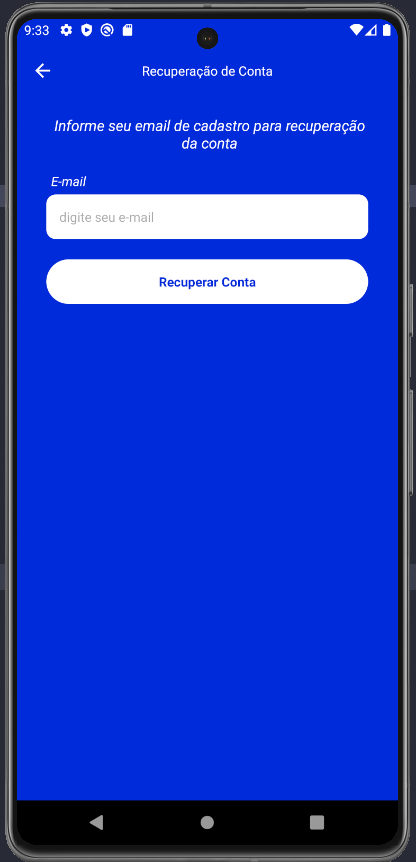 9:33
Recuperação de Conta
Informe seu email de cadastro para recuperação
da conta
E-mail
digite seu e-mail
Recuperar Conta